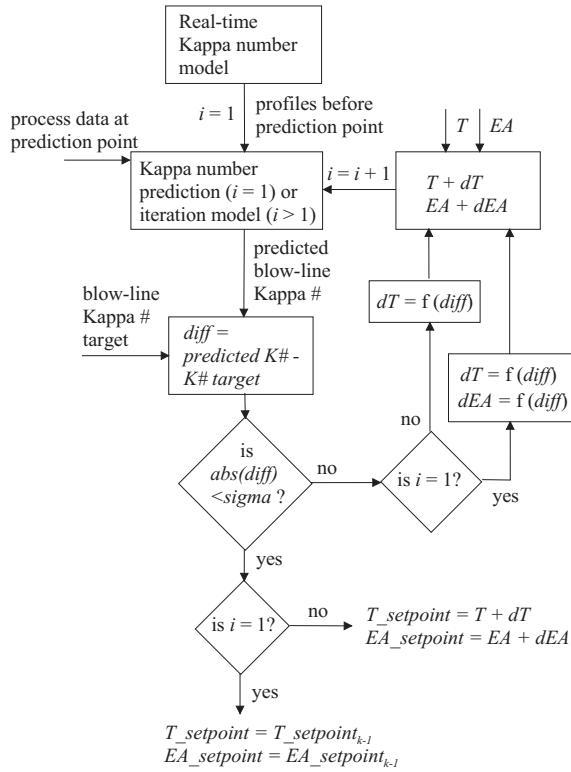 Real-time
Kappa number
model
i = 1
profiles before
prediction point
process data at
prediction point
T
EA
Kappa number
prediction (i = 1) or
iteration model (i > 1)
i = i + 1
T + dT
EA + dEA
predicted
blow-line
Kappa #
blow-line
Kappa #
target
diff =
predicted K# -
K# target
dT = f (diff)
dT = f (diff)
dEA = f (diff)
no
is
abs(diff)
<sigma ?
no
is i = 1?
yes
yes
is i = 1?
no
T_setpoint = T + dT
EA_setpoint = EA + dEA
yes
T_setpoint = T_setpointₖ₋₁
EA_setpoint = EA_setpointₖ₋₁